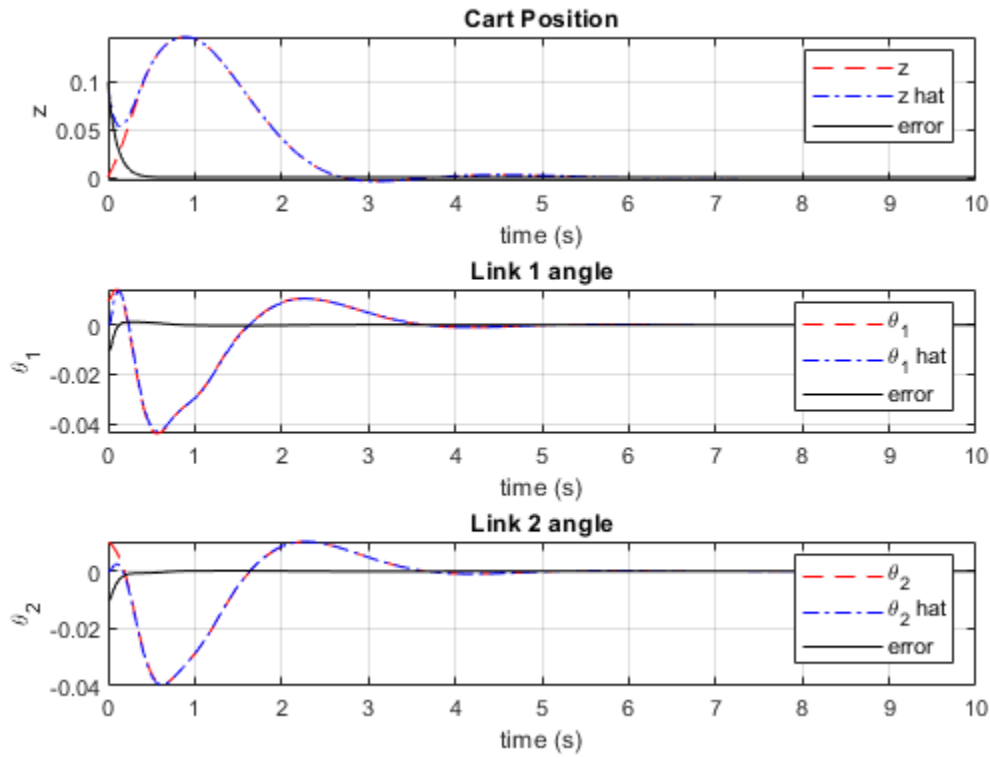 Cart Position
0.1
0.05
0
z
z
z hat
error
0 1 2 3 4 5 6 7 8 9 10
time (s)
Link 1 angle
0
-0.02
-0.04
θ1
θ1
θ1 hat
error
0 1 2 3 4 5 6 7 8 9 10
time (s)
Link 2 angle
0
-0.02
-0.04
θ2
θ2
θ2 hat
error
0 1 2 3 4 5 6 7 8 9 10
time (s)